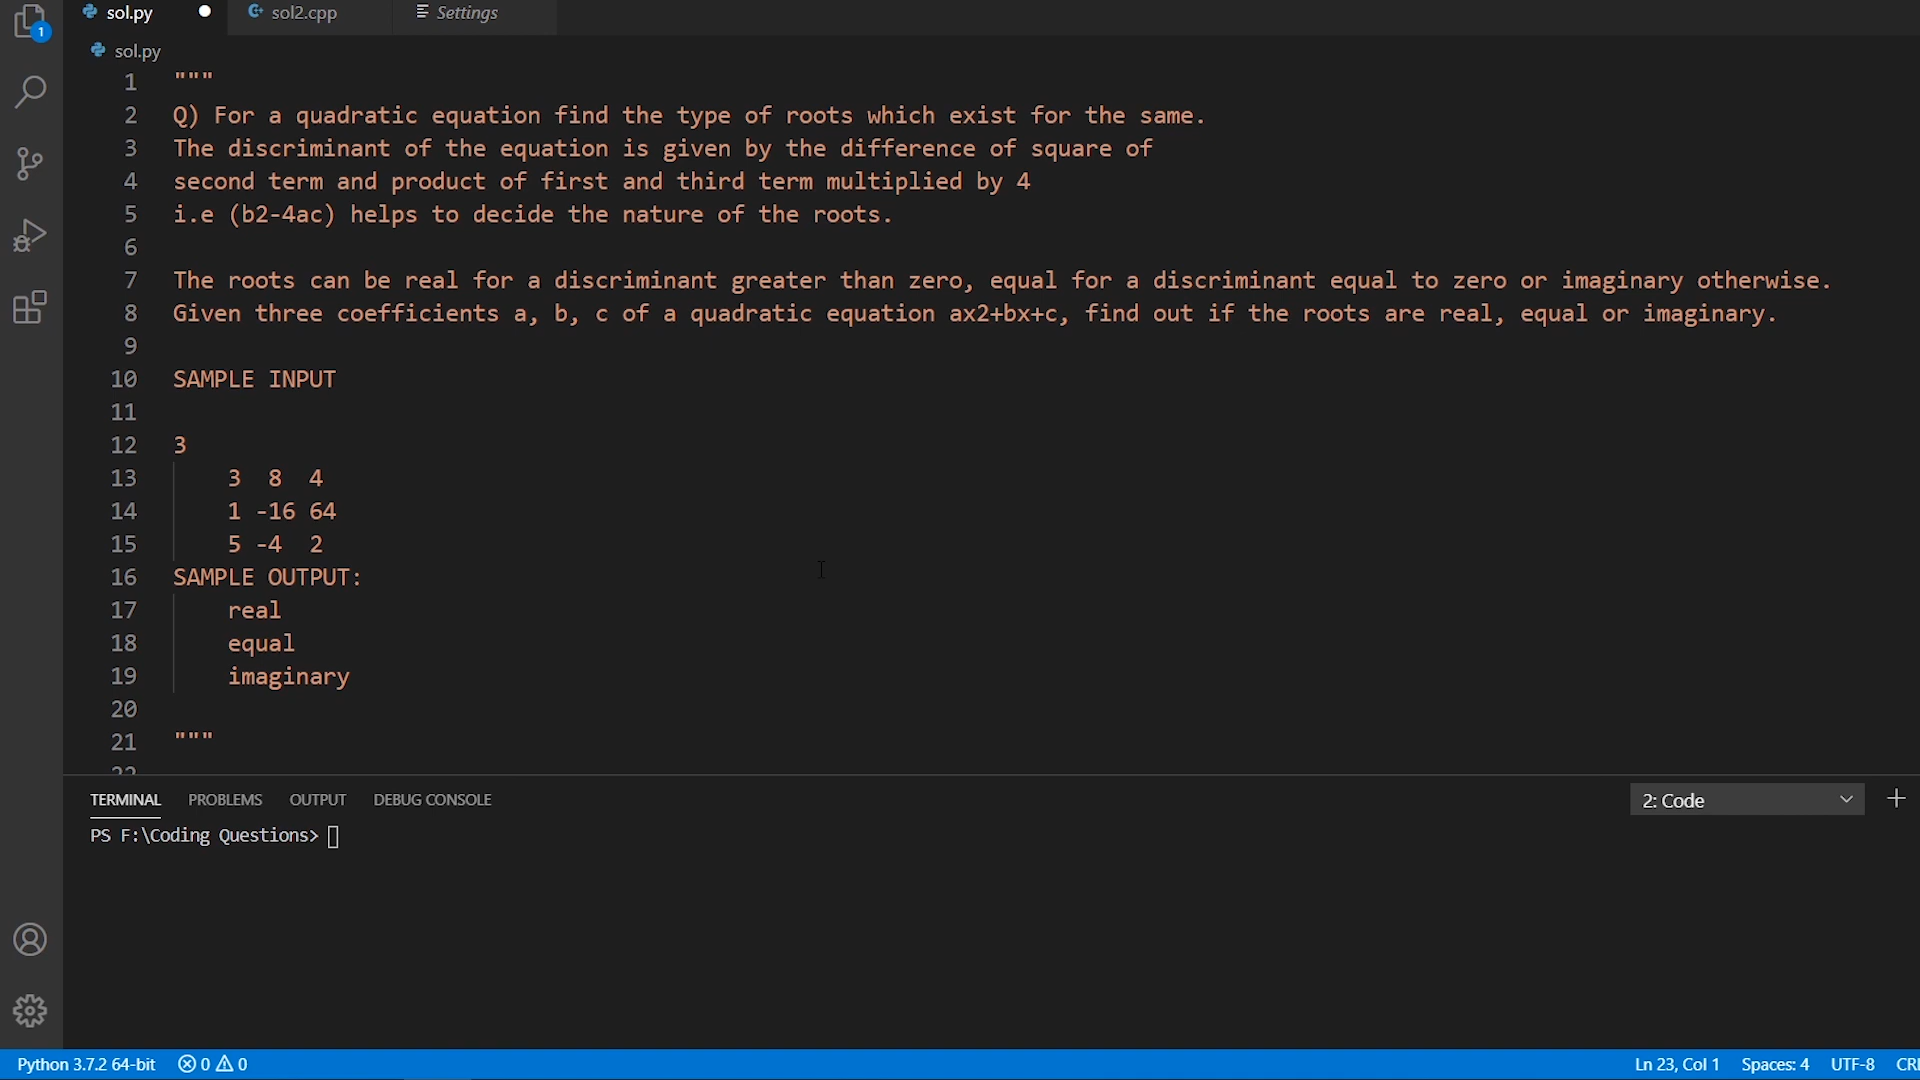 1
sol.py
sol2.cpp
Settings
sol.py
1 """
2 Q) For a quadratic equation find the type of roots which exist for the same.
3 The discriminant of the equation is given by the difference of square of
4 second term and product of first and third term multiplied by 4
5 i.e (b2-4ac) helps to decide the nature of the roots.
6
7 The roots can be real for a discriminant greater than zero, equal for a discriminant equal to zero or imaginary otherwise.
8 Given three coefficients a, b, c of a quadratic equation ax2+bx+c, find out if the roots are real, equal or imaginary.
9
10 SAMPLE INPUT
11
12 3
13 3 8 4
14 1 -16 64
15 5 -4 2
16 SAMPLE OUTPUT:
17 real
18 equal
19 imaginary
20
21 """
22
TERMINAL PROBLEMS OUTPUT DEBUG CONSOLE 2: Code
PS F:\Coding Questions>
Python 3.7.2 64-bit 0 0 Ln 23, Col 1 Spaces: 4 UTF-8 CRL